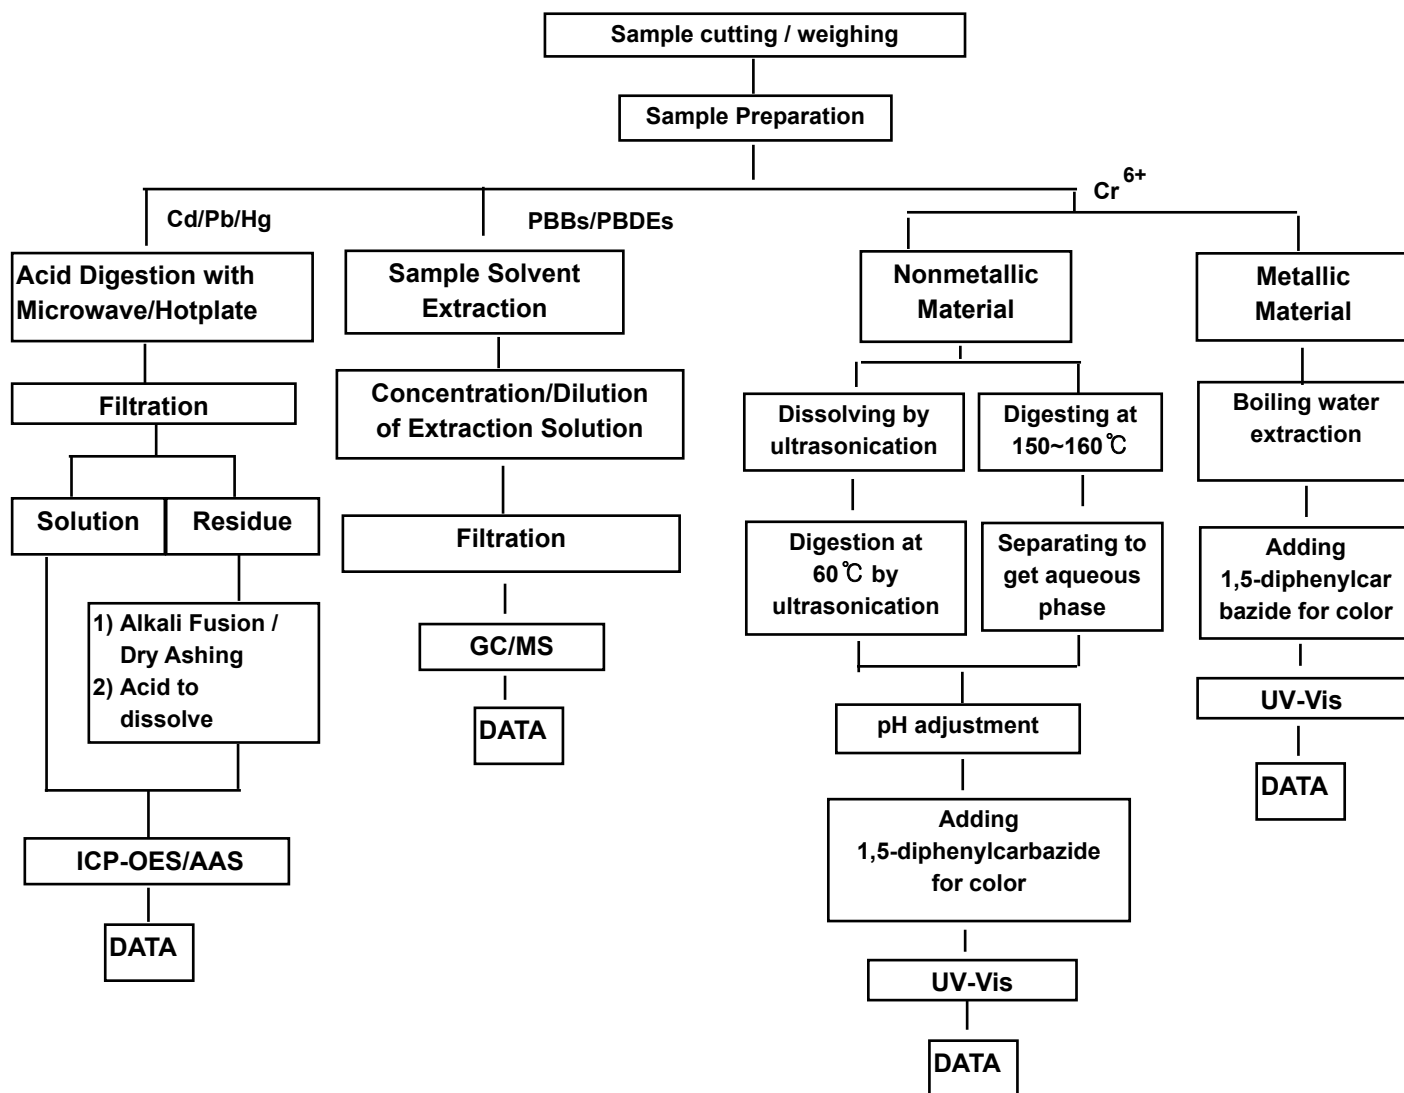 Sample cutting / weighing
Sample Preparation
Cd/Pb/Hg
PBBs/PBDEs
Cr 6+
Acid Digestion with
Microwave/Hotplate
Filtration
Solution
Residue
1) Alkali Fusion /
Dry Ashing
2) Acid to
dissolve
ICP-OES/AAS
DATA
Sample Solvent
Extraction
Concentration/Dilution
of Extraction Solution
Filtration
GC/MS
DATA
Nonmetallic
Material
Dissolving by
ultrasonication
Digestion at
60℃ by
ultrasonication
Digesting at
150~160℃
Separating to
get aqueous
phase
pH adjustment
Adding
1,5-diphenylcarbazide
for color
UV-Vis
DATA
Metallic
Material
Boiling water
extraction
Adding
1,5-diphenylcar
bazide for color
UV-Vis
DATA